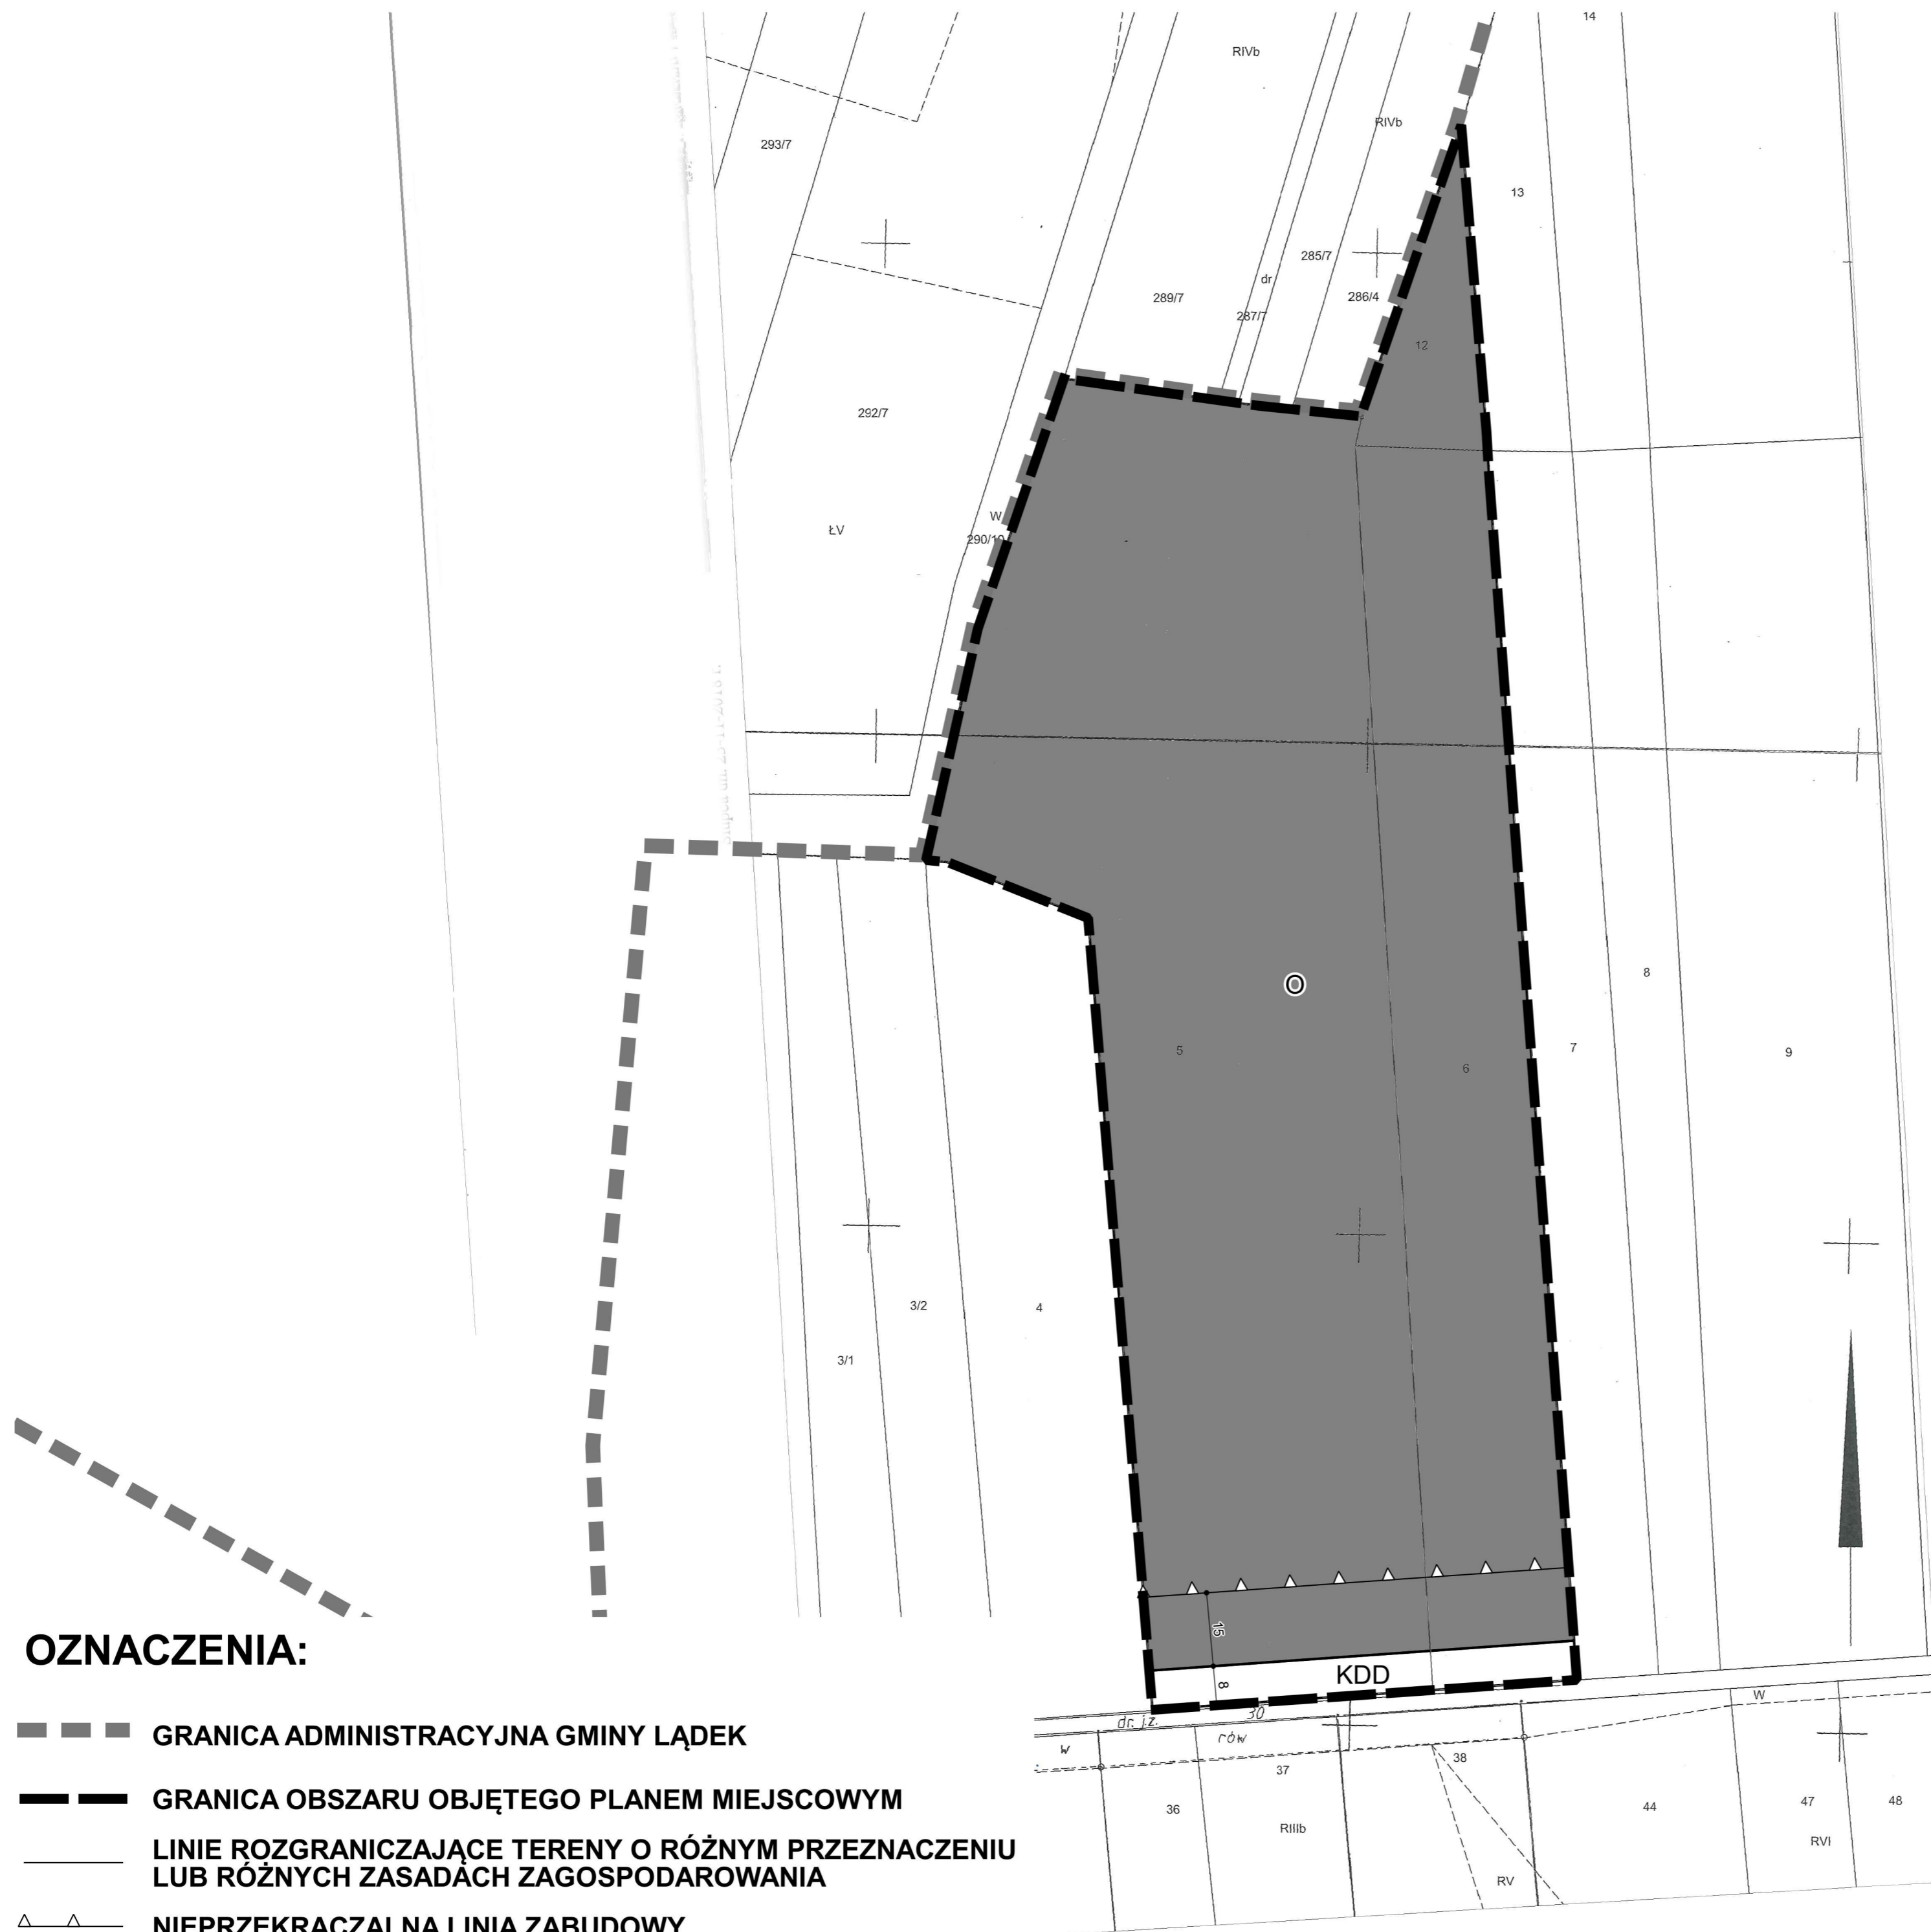 14
RIVb
RIVb
293/7
13
285/7
dr
289/7
286/4
287/7
12
292/7
W
ŁV
290/10
O
8
5
7
9
6
3/2
4
3/1
15
KDD
8
W
30
dr. j.z.
rów
W
38
37
36
44
47
48
RIIIb
RVI
RV
OZNACZENIA:
GRANICA ADMINISTRACYJNA GMINY LĄDEK
GRANICA OBSZARU OBJĘTEGO PLANEM MIEJSCOWYM
LINIE ROZGRANICZAJĄCE TERENY O RÓŻNYM PRZEZNACZENIU
LUB RÓŻNYCH ZASADACH ZAGOSPODAROWANIA
NIEPRZEKRACZALNA LINIA ZABUDOWY